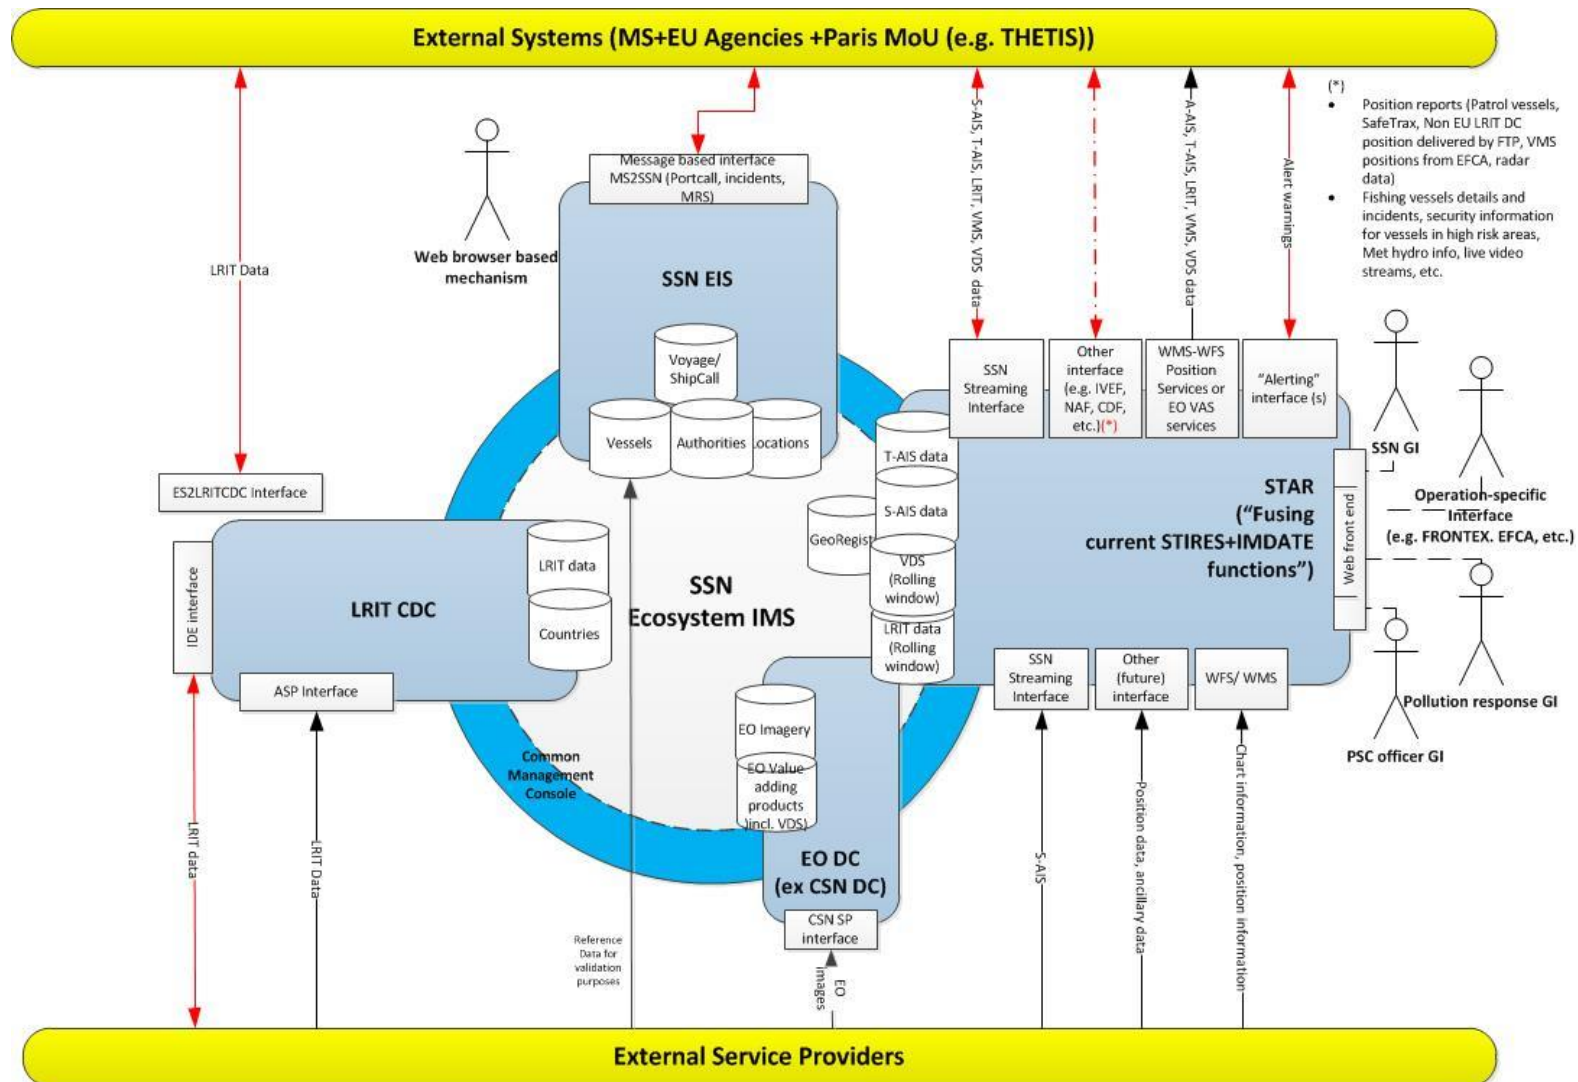 External Systems (MS+EU Agencies +Paris MoU (e.g. THETIS))
(*)
• Position reports (Patrol vessels,
SafeTrax, Non EU LRIT DC
position delivered by FTP, VMS
positions from EFCA, radar
data)
• Fishing vessels details and
incidents, security information
for vessels in high risk areas,
Met hydro info, live video
streams, etc.
LRIT Data
Web browser based
mechanism
Message based interface
MS2SSN (Portcall, incidents,
MRS)
S-AIS, T-AIS, LRIT, VMS, VDS data
A-AIS, T-AIS, LRIT, VMS, VDS data
Alert warnings
SSN EIS
Voyage/
ShipCall
Vessels
Authorities
Locations
SSN
Streaming
Interface
Other
interface
(e.g. IVEF,
NAF, CDF,
etc.)(*)
WMS-WFS
Position
Services or
EO VAS
services
"Alerting"
interface (s)
SSN GI
Operation-specific
Interface
(e.g. FRONTEX. EFCA, etc.)
Pollution response GI
PSC officer GI
Web front end
STAR
("Fusing
current STIRES+IMDATE
functions")
T-AIS data
S-AIS data
GeoRegist
VDS
(Rolling
window)
LRIT data
(Rolling
window)
ES2LRITCDC Interface
IDE interface
LRIT CDC
LRIT data
Countries
ASP Interface
SSN
Ecosystem IMS
Common
Management
Console
EO Imagery
EO Value
adding
products
)incl. VDS)
EO DC
(ex CSN DC)
CSN SP
interface
SSN
Streaming
Interface
Other
(future)
interface
WFS/ WMS
LRIT data
LRIT Data
Reference
Data for
validation
purposes
EO
images
S-AIS
Position data, ancillary data
Chart information, position information
External Service Providers